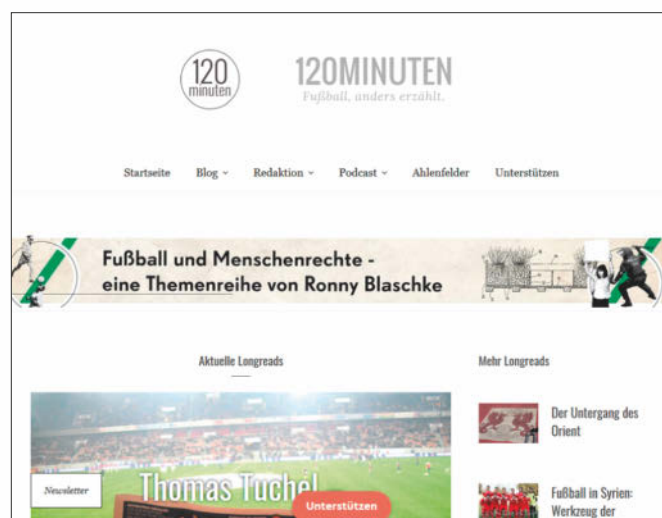 120
minuten
120MINUTEN
Fußball, anders erzählt.
Startseite Blog Redaktion Podcast Ahlenfelder Unterstützen
Fußball und Menschenrechte -
eine Themenreihe von Ronny Blaschke
Aktuelle Longreads
Mehr Longreads
Der Untergang des
Orient
Newsletter
Thomas Tuchel
Unterstützen
Fußball in Syrien:
Werkzeug der